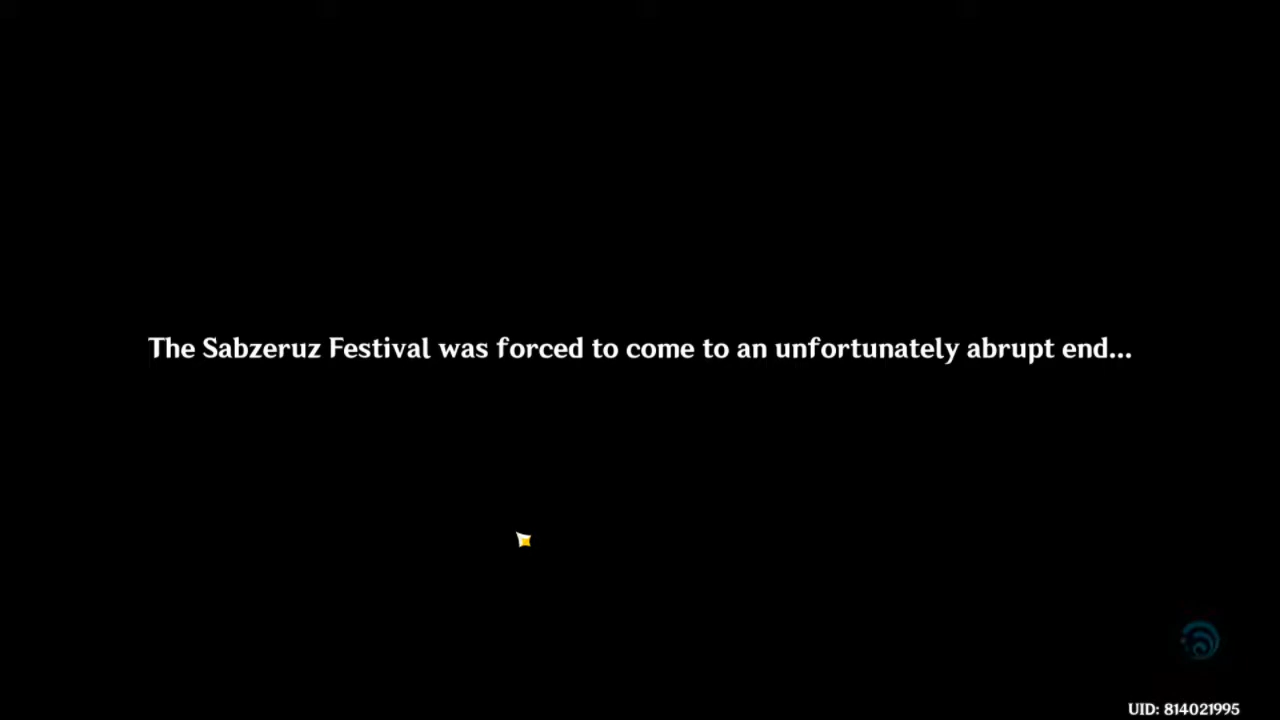 The Sabzeruz Festival was forced to come to an unfortunately abrupt end...
UID: 814021995